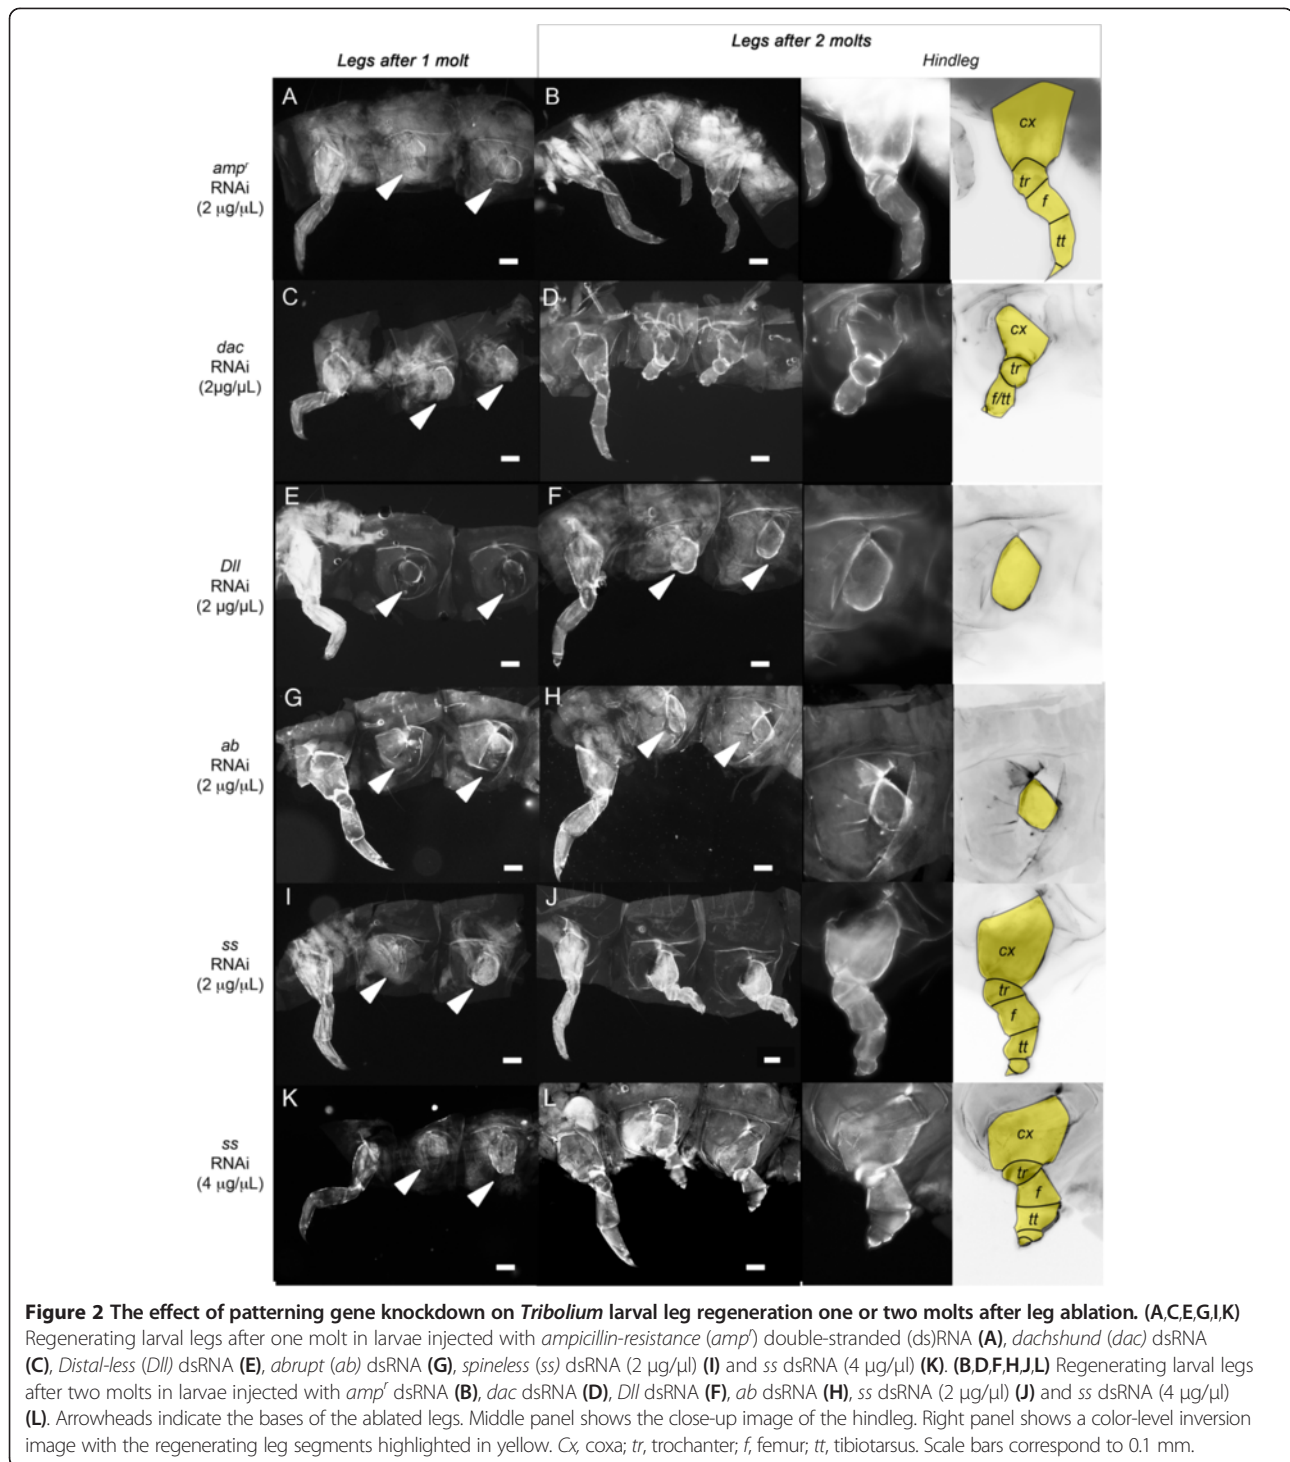 Legs after 2 molts
Legs after 1 molt
Hindleg
A
B
ampʳ
RNAi
(2 µg/µL)
cx
tr
f
tt
C
D
dac
RNAi
(2µg/µL)
cx
tr
f/tt
E
F
Dll
RNAi
(2 µg/µL)
G
H
ab
RNAi
(2 µg/µL)
I
J
ss
RNAi
(2 µg/µL)
cx
tr
f
tt
K
L
ss
RNAi
(4 µg/µL)
cx
tr
f
tt
Figure 2 The effect of patterning gene knockdown on Tribolium larval leg regeneration one or two molts after leg ablation. (A,C,E,G,I,K)
Regenerating larval legs after one molt in larvae injected with ampicillin-resistance (ampʳ) double-stranded (ds)RNA (A), dachshund (dac) dsRNA
(C), Distal-less (Dll) dsRNA (E), abrupt (ab) dsRNA (G), spineless (ss) dsRNA (2 µg/µl) (I) and ss dsRNA (4 µg/µl) (K). (B,D,F,H,J,L) Regenerating larval legs
after two molts in larvae injected with ampʳ dsRNA (B), dac dsRNA (D), Dll dsRNA (F), ab dsRNA (H), ss dsRNA (2 µg/µl) (J) and ss dsRNA (4 µg/µl)
(L). Arrowheads indicate the bases of the ablated legs. Middle panel shows the close-up image of the hindleg. Right panel shows a color-level inversion
image with the regenerating leg segments highlighted in yellow. Cx, coxa; tr, trochanter; f, femur; tt, tibiotarsus. Scale bars correspond to 0.1 mm.